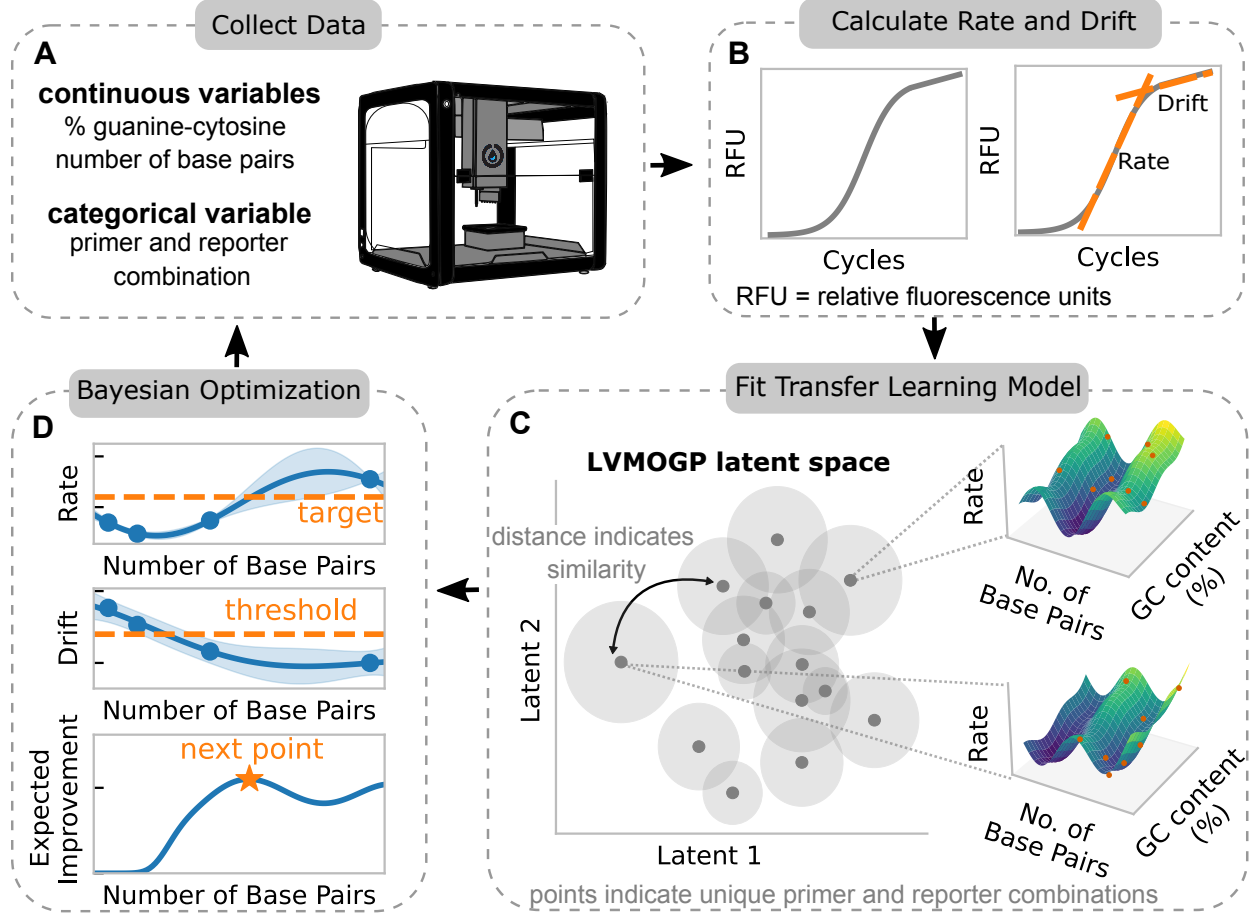 Collect Data
A
continuous variables
% guanine-cytosine
number of base pairs
categorical variable
primer and reporter
combination
Calculate Rate and Drift
B
RFU
Cycles
RFU
Drift
Rate
Cycles
RFU = relative fluorescence units
Fit Transfer Learning Model
C
LVMOGP latent space
distance indicates
similarity
Latent 2
Latent 1
Rate
No. of
Base Pairs
GC content
(%)
Rate
No. of
Base Pairs
GC content
(%)
points indicate unique primer and reporter combinations
Bayesian Optimization
D
Rate
target
Number of Base Pairs
Drift
threshold
Number of Base Pairs
Expected
Improvement
next point
Number of Base Pairs